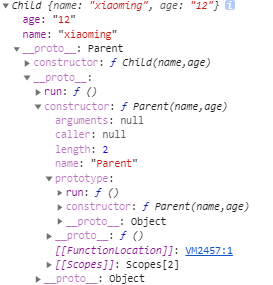 ▼ Child {name: "xiaoming", age: "12"} i
age: "12"
name: "xiaoming"
▼ __proto__: Parent
▶ constructor: ƒ Child(name,age)
▼ __proto__:
▶ run: ƒ ()
▼ constructor: ƒ Parent(name,age)
arguments: null
caller: null
length: 2
name: "Parent"
▼ prototype:
▶ run: ƒ ()
▶ constructor: ƒ Parent(name,age)
▶ __proto__: Object
▶ __proto__: ƒ ()
[[FunctionLocation]]: VM2457:1
▶ [[Scopes]]: Scopes[2]
▶ __proto__: Object